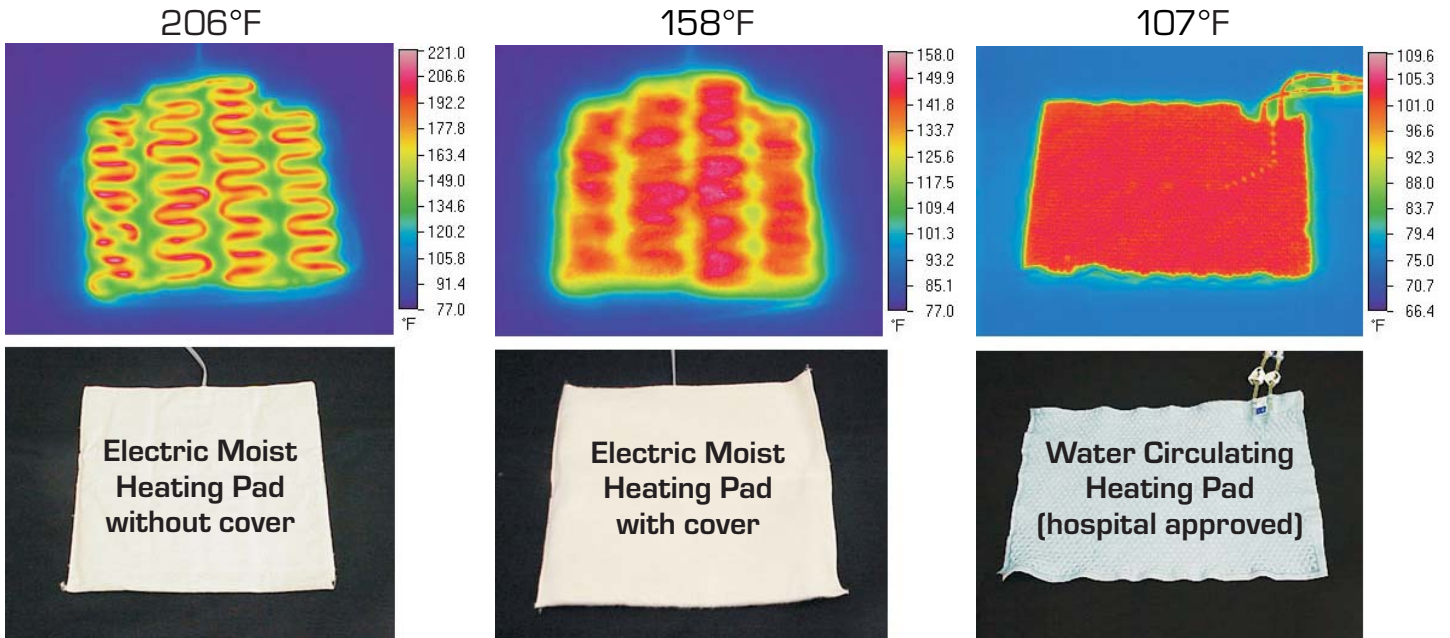 206°F
158°F
107°F
221.0
206.6
192.2
177.8
163.4
149.0
134.6
120.2
105.8
91.4
77.0
°F
158.0
149.9
141.8
133.7
125.6
117.5
109.4
101.3
93.2
85.1
77.0
°F
109.6
105.3
101.0
96.6
92.3
88.0
83.7
79.4
75.0
70.7
66.4
°F
Electric Moist
Heating Pad
without cover
Electric Moist
Heating Pad
with cover
Water Circulating
Heating Pad
(hospital approved)